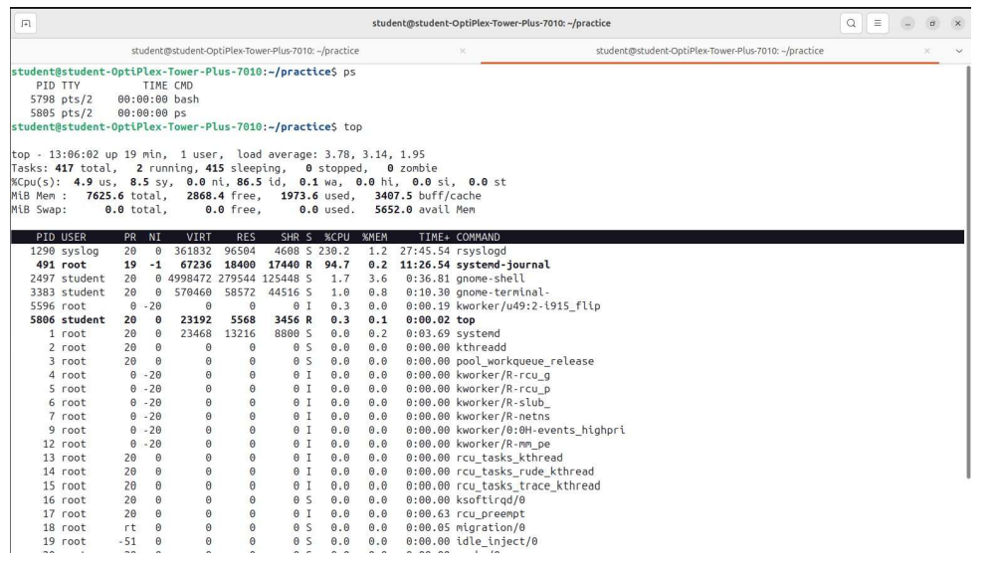 student@student-OptiPlex-Tower-Plus-7010: ~/practice
student@student-OptiPlex-Tower-Plus-7010: ~/practice
student@student-OptiPlex-Tower-Plus-7010: ~/practice
student@student-OptiPlex-Tower-Plus-7010:~/practice$ ps
PID TTY TIME CMD
5798 pts/2 00:00:00 bash
5805 pts/2 00:00:00 ps
student@student-OptiPlex-Tower-Plus-7010:~/practice$ top
top - 13:06:02 up 19 min, 1 user, load average: 3.78, 3.14, 1.95
Tasks: 417 total, 2 running, 415 sleeping, 0 stopped, 0 zombie
%Cpu(s): 4.9 us, 8.5 sy, 0.0 ni, 86.5 id, 0.1 wa, 0.0 hi, 0.0 si, 0.0 st
MiB Mem : 7625.6 total, 2868.4 free, 1973.6 used, 3407.5 buff/cache
MiB Swap: 0.0 total, 0.0 free, 0.0 used. 5652.0 avail Mem
PID USER PR NI VIRT RES SHR S %CPU %MEM TIME+ COMMAND
1290 syslog 20 0 361832 96504 4608 S 230.2 1.2 27:45.54 rsyslogd
491 root 19 -1 67236 18400 17440 R 94.7 0.2 11:26.54 systemd-journal
2497 student 20 0 4998472 279544 125448 S 1.7 3.6 0:36.81 gnome-shell
3383 student 20 0 570460 58572 44516 S 1.0 0.8 0:10.30 gnome-terminal-
5596 root 0 -20 0 0 0 I 0.3 0.0 0:00.19 kworker/u49:2-i915_flip
5806 student 20 0 23192 5568 3456 R 0.3 0.1 0:00.02 top
1 root 20 0 23468 13216 8800 S 0.0 0.2 0:03.69 systemd
2 root 20 0 0 0 0 S 0.0 0.0 0:00.00 kthreadd
3 root 20 0 0 0 0 S 0.0 0.0 0:00.00 pool_workqueue_release
4 root 0 -20 0 0 0 I 0.0 0.0 0:00.00 kworker/R-rcu_g
5 root 0 -20 0 0 0 I 0.0 0.0 0:00.00 kworker/R-rcu_p
6 root 0 -20 0 0 0 I 0.0 0.0 0:00.00 kworker/R-slub_
7 root 0 -20 0 0 0 I 0.0 0.0 0:00.00 kworker/R-netns
9 root 0 -20 0 0 0 I 0.0 0.0 0:00.00 kworker/0:0H-events_highpri
12 root 0 -20 0 0 0 I 0.0 0.0 0:00.00 kworker/R-mm_pe
13 root 20 0 0 0 0 I 0.0 0.0 0:00.00 rcu_tasks_kthread
14 root 20 0 0 0 0 I 0.0 0.0 0:00.00 rcu_tasks_rude_kthread
15 root 20 0 0 0 0 I 0.0 0.0 0:00.00 rcu_tasks_trace_kthread
16 root 20 0 0 0 0 S 0.0 0.0 0:00.00 ksoftirqd/0
17 root 20 0 0 0 0 I 0.0 0.0 0:00.63 rcu_preempt
18 root rt 0 0 0 0 S 0.0 0.0 0:00.05 migration/0
19 root -51 0 0 0 0 S 0.0 0.0 0:00.00 idle_inject/0